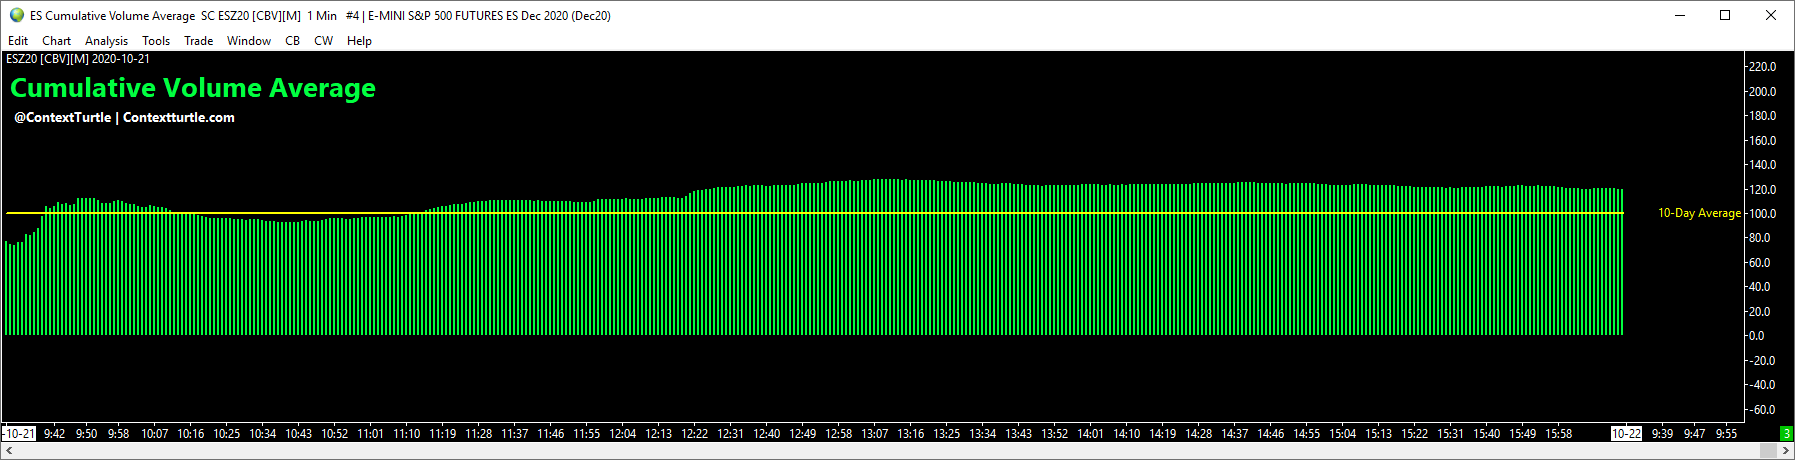 ES Cumulative Volume Average  SC ESZ20 [CBV][M]  1 Min   #4 | E-MINI S&P 500 FUTURES ES Dec 2020 (Dec20)
Edit Chart Analysis Tools Trade Window CB CW Help
ESZ20 [CBV][M] 2020-10-21
Cumulative Volume Average
@ContextTurtle | Contextturtle.com
220.0
200.0
180.0
160.0
140.0
120.0
10-Day Average 100.0
80.0
60.0
40.0
20.0
0.0
-20.0
-40.0
-60.0
-10-21 9:42 9:50 9:58 10:07 10:16 10:25 10:34 10:43 10:52 11:01 11:10 11:19 11:28 11:37 11:46 11:55 12:04 12:13 12:22 12:31 12:40 12:49 12:58 13:07 13:16 13:25 13:34 13:43 13:52 14:01 14:10 14:19 14:28 14:37 14:46 14:55 15:04 15:13 15:22 15:31 15:40 15:49 15:58 10-22 9:39 9:47 9:55 3